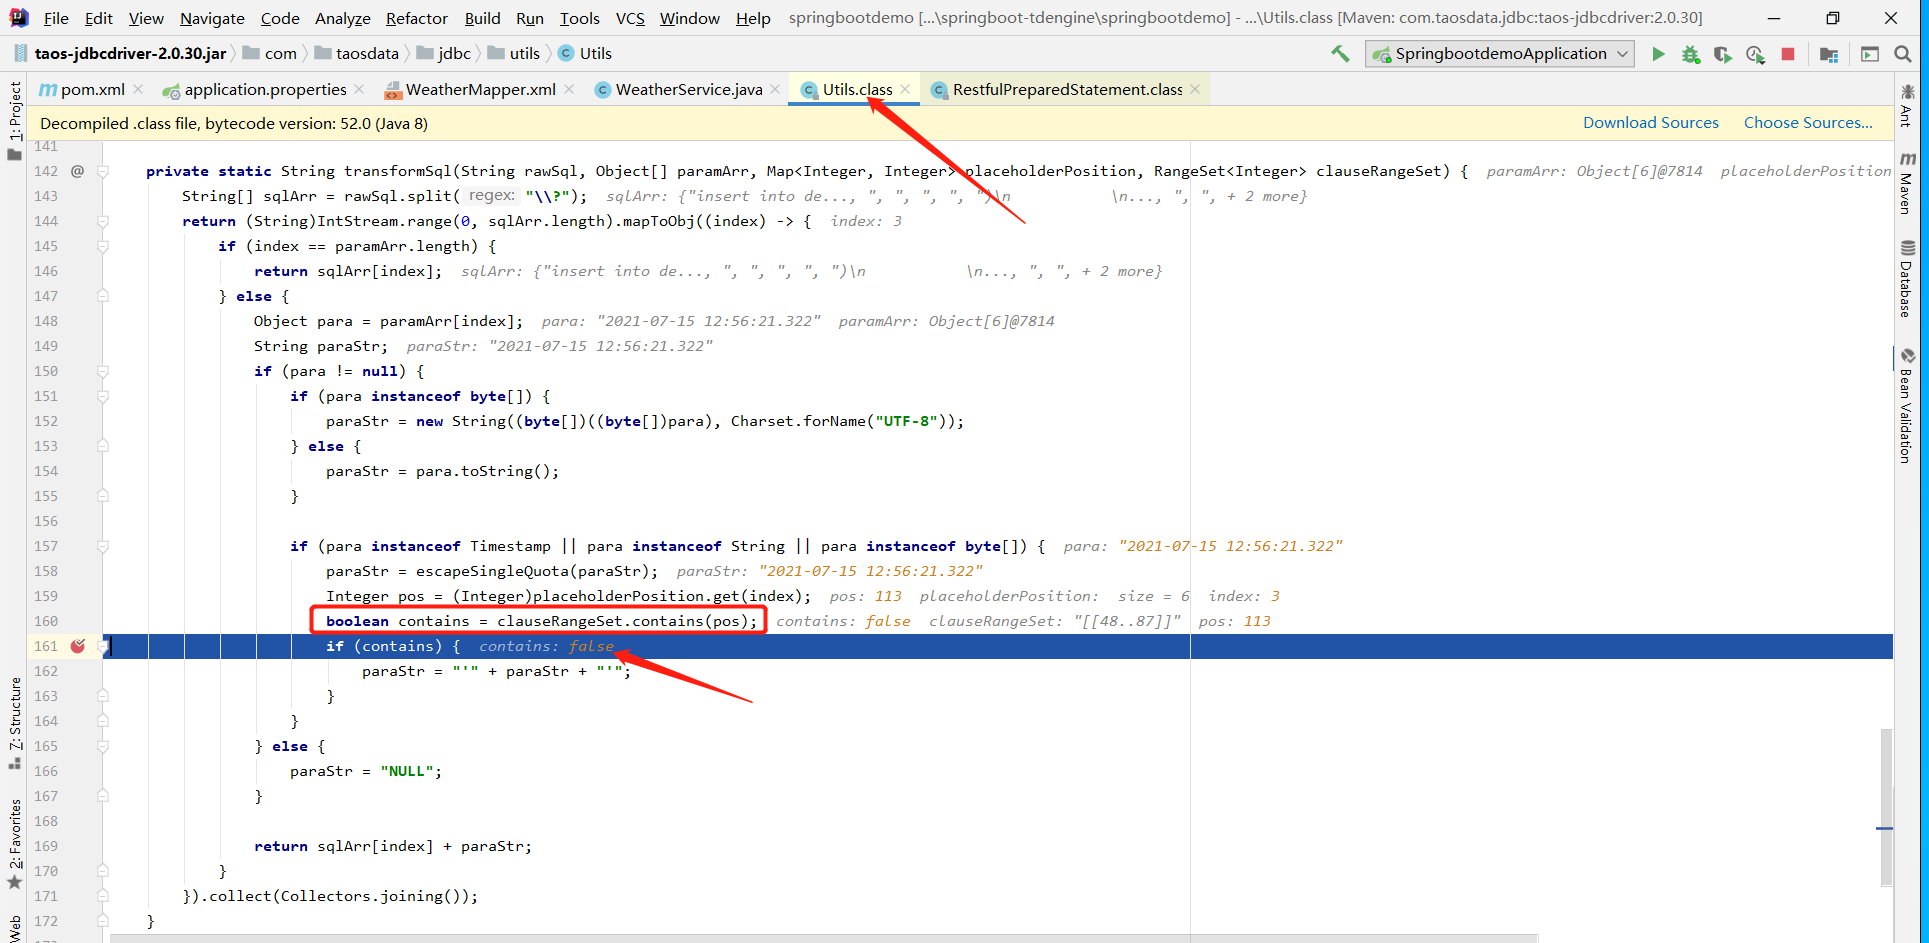 File Edit View Navigate Code Analyze Refactor Build Run Tools VCS Window Help springbootdemo [...\springboot-tdengine\springbootdemo] - ...\Utils.class [Maven: com.taosdata.jdbc:taos-jdbcdriver:2.0.30]
taos-jdbcdriver-2.0.30.jar com taosdata jdbc utils Utils SpringbootdemoApplication
pom.xml application.properties WeatherMapper.xml WeatherService.java Utils.class RestfulPreparedStatement.class
Decompiled .class file, bytecode version: 52.0 (Java 8) Download Sources Choose Sources...
141
142 @ private static String transformSql(String rawSql, Object[] paramArr, Map<Integer, Integer> placeholderPosition, RangeSet<Integer> clauseRangeSet) { paramArr: Object[6]@7814 placeholderPosition
143 String[] sqlArr = rawSql.split( regex: "\\?"); sqlArr: {"insert into de..., ", ", ", ", ")\n \n..., ", ", + 2 more}
144 return (String)IntStream.range(0, sqlArr.length).mapToObj((index) -> { index: 3
145 if (index == paramArr.length) {
146 return sqlArr[index]; sqlArr: {"insert into de..., ", ", ", ", ")\n \n..., ", ", + 2 more}
147 } else {
148 Object para = paramArr[index]; para: "2021-07-15 12:56:21.322" paramArr: Object[6]@7814
149 String paraStr; paraStr: "2021-07-15 12:56:21.322"
150 if (para != null) {
151 if (para instanceof byte[]) {
152 paraStr = new String((byte[])((byte[])para), Charset.forName("UTF-8"));
153 } else {
154 paraStr = para.toString();
155 }
156
157 if (para instanceof Timestamp || para instanceof String || para instanceof byte[]) { para: "2021-07-15 12:56:21.322"
158 paraStr = escapeSingleQuota(paraStr); paraStr: "2021-07-15 12:56:21.322"
159 Integer pos = (Integer)placeholderPosition.get(index); pos: 113 placeholderPosition: size = 6 index: 3
160 boolean contains = clauseRangeSet.contains(pos); contains: false clauseRangeSet: "[[48..87]]" pos: 113
161 if (contains) { contains: false
162 paraStr = "'" + paraStr + "'";
163 }
164 }
165 } else {
166 paraStr = "NULL";
167 }
168
169 return sqlArr[index] + paraStr;
170 }
171 }).collect(Collectors.joining());
172 }
1: Project
7: Structure
2: Favorites
Web
Ant
m Maven
Database
Bean Validation